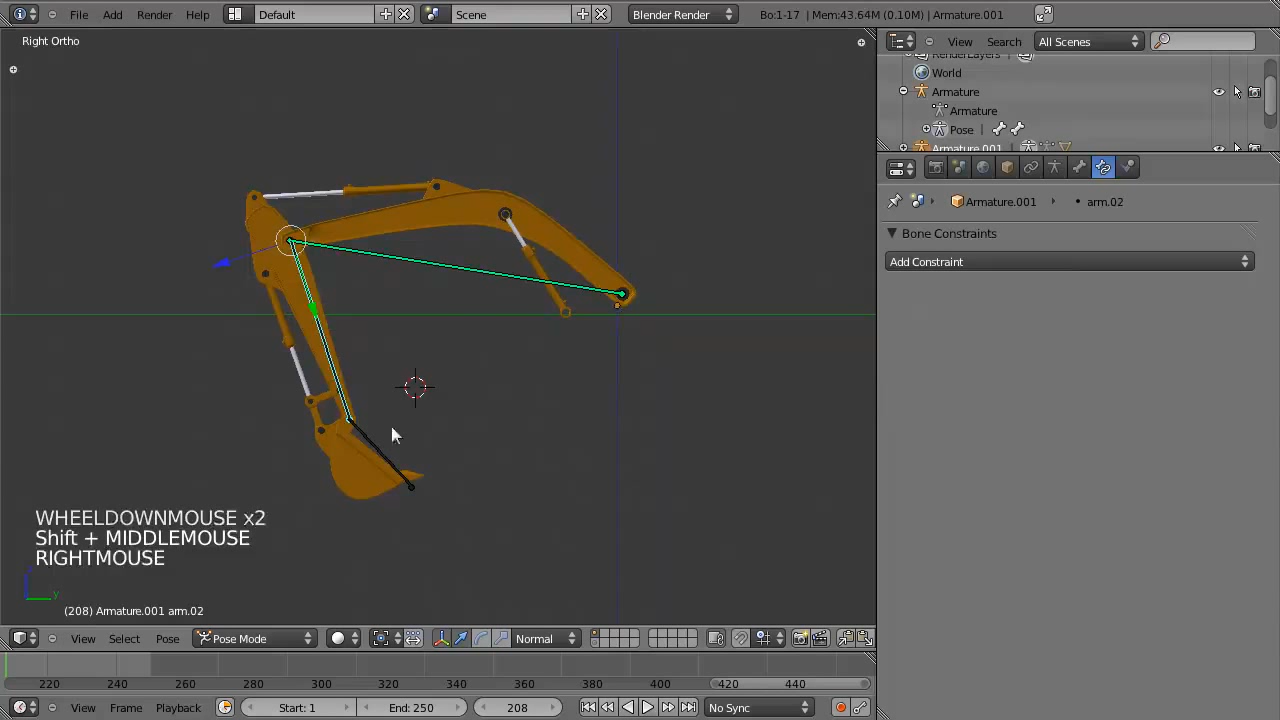 File Add Render Help Default Scene Blender Render Bo:1-17 | Mem:43.64M (0.10M) | Armature.001
Right Ortho
View Search All Scenes
RenderLayers
World
Armature
Armature
Pose
Armature.001
Armature.001 arm.02
Bone Constraints
Add Constraint
WHEELDOWNMOUSE x2
Shift + MIDDLEMOUSE
RIGHTMOUSE
y
(208) Armature.001 arm.02
View Select Pose Pose Mode Normal
220 240 260 280 300 320 340 360 380 400 420 440
View Frame Playback Start: 1 End: 250 208 No Sync